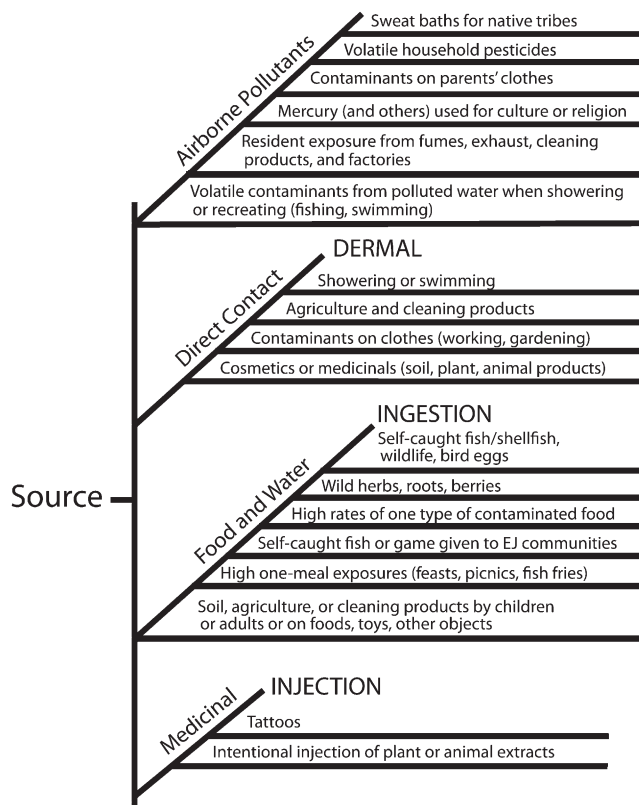 Airborne Pollutants
Sweat baths for native tribes
Volatile household pesticides
Contaminants on parents' clothes
Mercury (and others) used for culture or religion
Resident exposure from fumes, exhaust, cleaning
products, and factories
Volatile contaminants from polluted water when showering
or recreating (fishing, swimming)
DERMAL
Direct Contact
Showering or swimming
Agriculture and cleaning products
Contaminants on clothes (working, gardening)
Cosmetics or medicinals (soil, plant, animal products)
INGESTION
Source
Food and Water
Self-caught fish/shellfish,
wildlife, bird eggs
Wild herbs, roots, berries
High rates of one type of contaminated food
Self-caught fish or game given to EJ communities
High one-meal exposures (feasts, picnics, fish fries)
Soil, agriculture, or cleaning products by children
or adults or on foods, toys, other objects
INJECTION
Medicinal
Tattoos
Intentional injection of plant or animal extracts